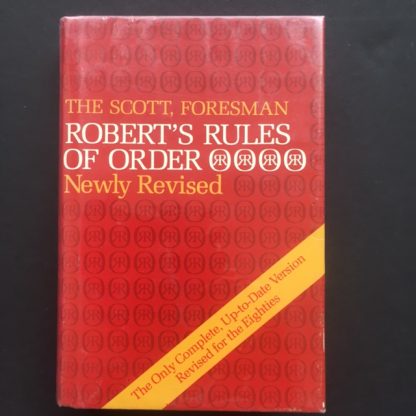 THE SCOTT, FORESMAN
ROBERT'S RULES
OF ORDER
Newly Revised
The Only Complete, Up-to-Date Version
Revised for the Eighties